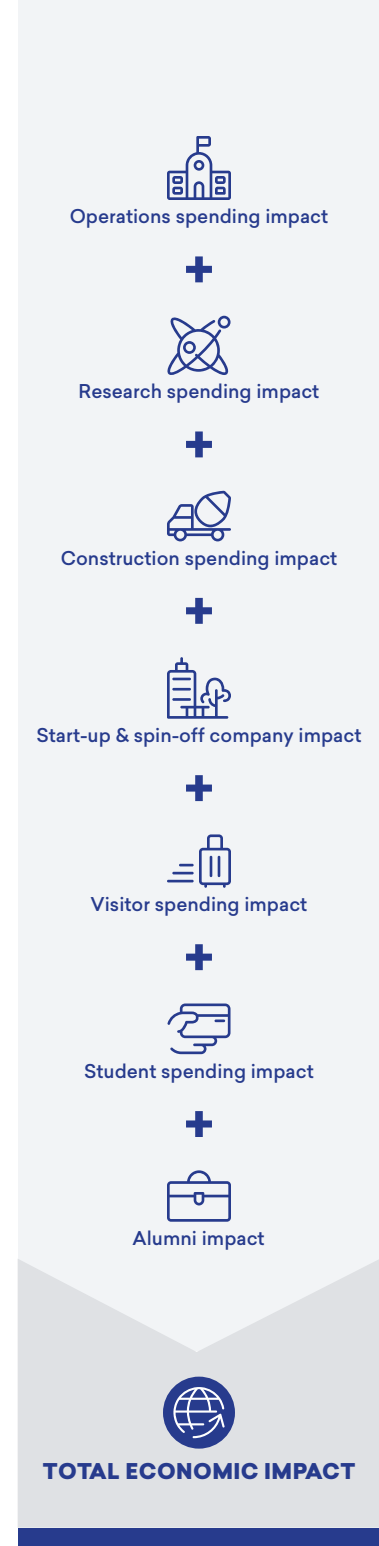 Operations spending impact
+
Research spending impact
+
Construction spending impact
+
Start-up & spin-off company impact
+
Visitor spending impact
+
Student spending impact
+
Alumni impact
TOTAL ECONOMIC IMPACT